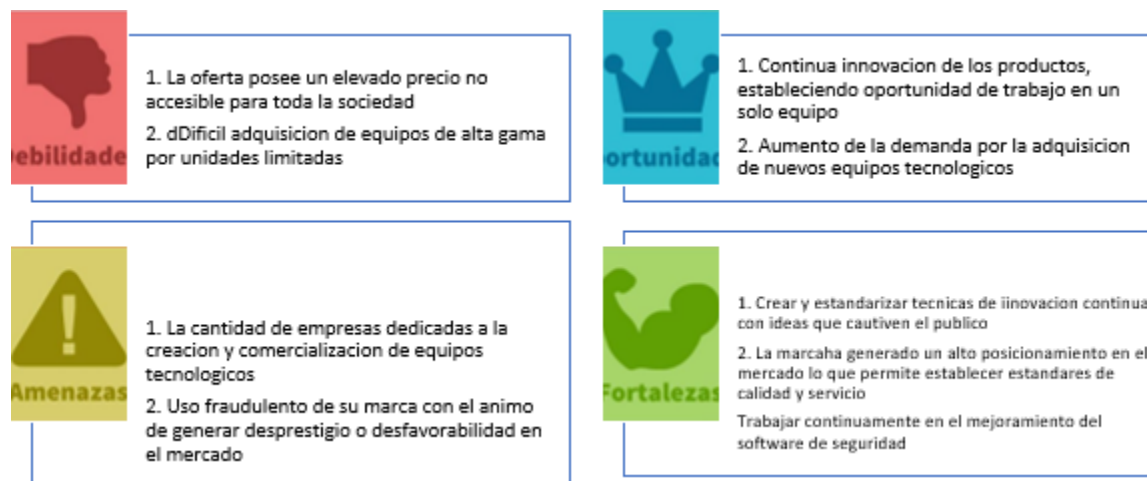 ebilidade
1. La oferta posee un elevado precio no
accesible para toda la sociedad
2. dDificil adquisicion de equipos de alta gama
por unidades limitadas
ortunidad
1. Continua innovacion de los productos,
estableciendo oportunidad de trabajo en un
solo equipo
2. Aumento de la demanda por la adquisicion
de nuevos equipos tecnologicos
Amenazas
1. La cantidad de empresas dedicadas a la
creacion y comercializacion de equipos
tecnologicos
2. Uso fraudulento de su marca con el animo
de generar desprestigio o desfavorabilidad en
el mercado
Fortalezas
1. Crear y estandarizar tecnicas de iinovacion continua
con ideas que cautiven el publico
2. La marcaha generado un alto posicionamiento en el
mercado lo que permite establecer estandares de
calidad y servicio
Trabajar continuamente en el mejoramiento del
software de seguridad